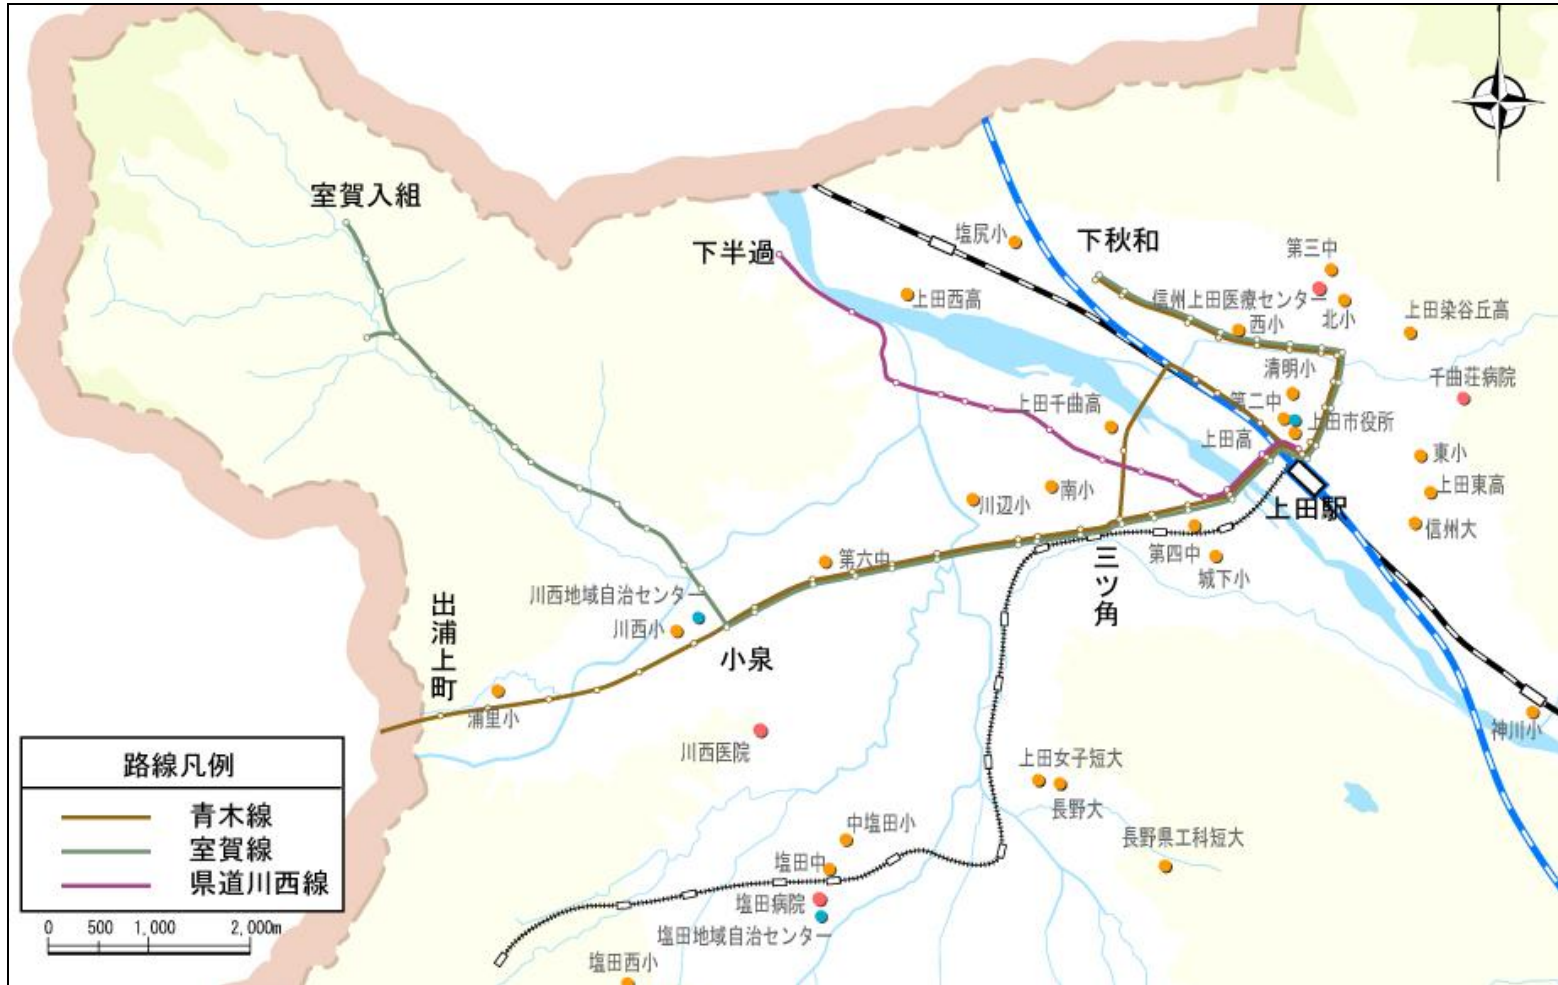 室賀入組
下半過
塩尻小
下秋和
第三中
上田西高
信州上田医療センター
西小
北小
上田染谷丘高
清明小
千曲荘病院
上田千曲高
第二中
上田市役所
上田高
東小
上田東高
川辺小
南小
上田駅
信州大
第六中
三ツ角
第四中
城下小
川西地域自治センター
川西小
出浦上町
小泉
浦里小
川西医院
神川小
上田女子短大
長野大
中塩田小
長野県工科短大
塩田中
塩田病院
塩田地域自治センター
塩田西小
路線凡例
青木線
室賀線
県道川西線
0 500 1,000 2,000m